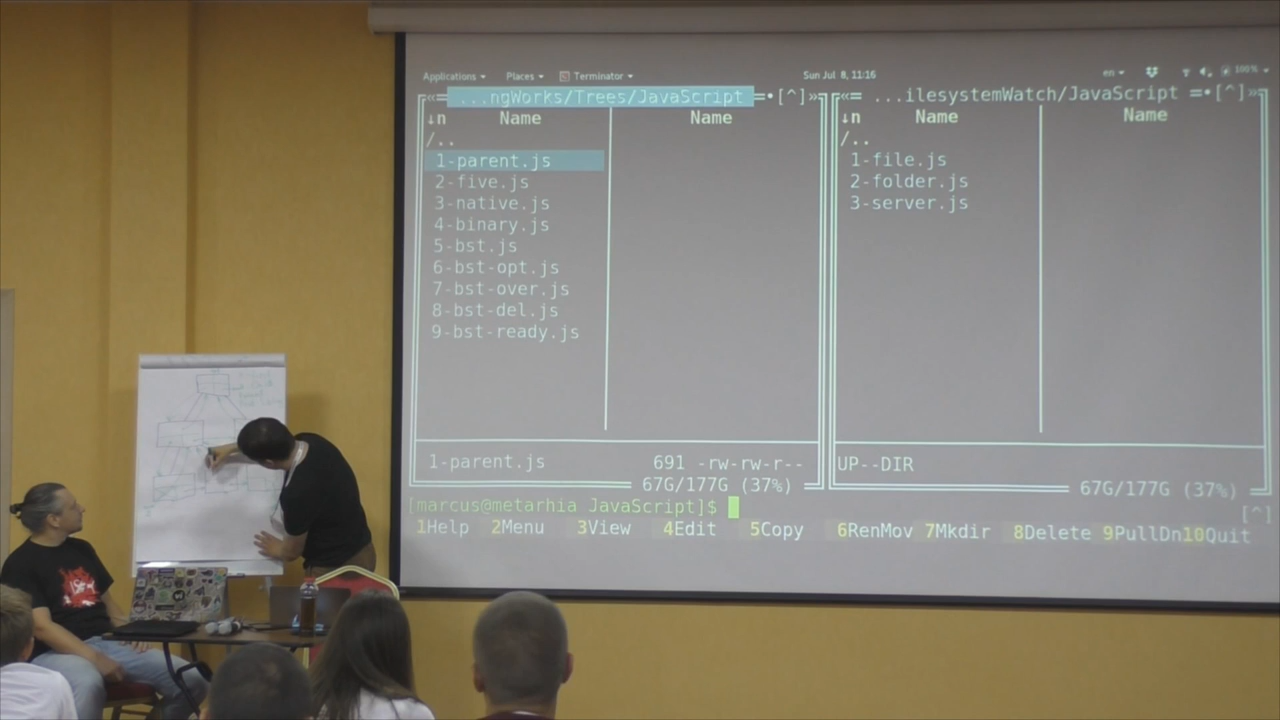 Applications Places Terminator Sun Jul 8, 11:16 en 100%
...ngWorks/Trees/JavaScript =•[^]»
«= ...ilesystemWatch/JavaScript =•[^]»
↓n Name Name
/..
1-parent.js
2-five.js
3-native.js
4-binary.js
5-bst.js
6-bst-opt.js
7-bst-over.js
8-bst-del.js
9-bst-ready.js
1-parent.js 691 -rw-rw-r--
67G/177G (37%)
↓n Name Name
/..
1-file.js
2-folder.js
3-server.js
UP--DIR
67G/177G (37%)
[marcus@metarhia JavaScript]$
[^]
1Help 2Menu 3View 4Edit 5Copy 6RenMov 7Mkdir 8Delete 9PullDn 10Quit